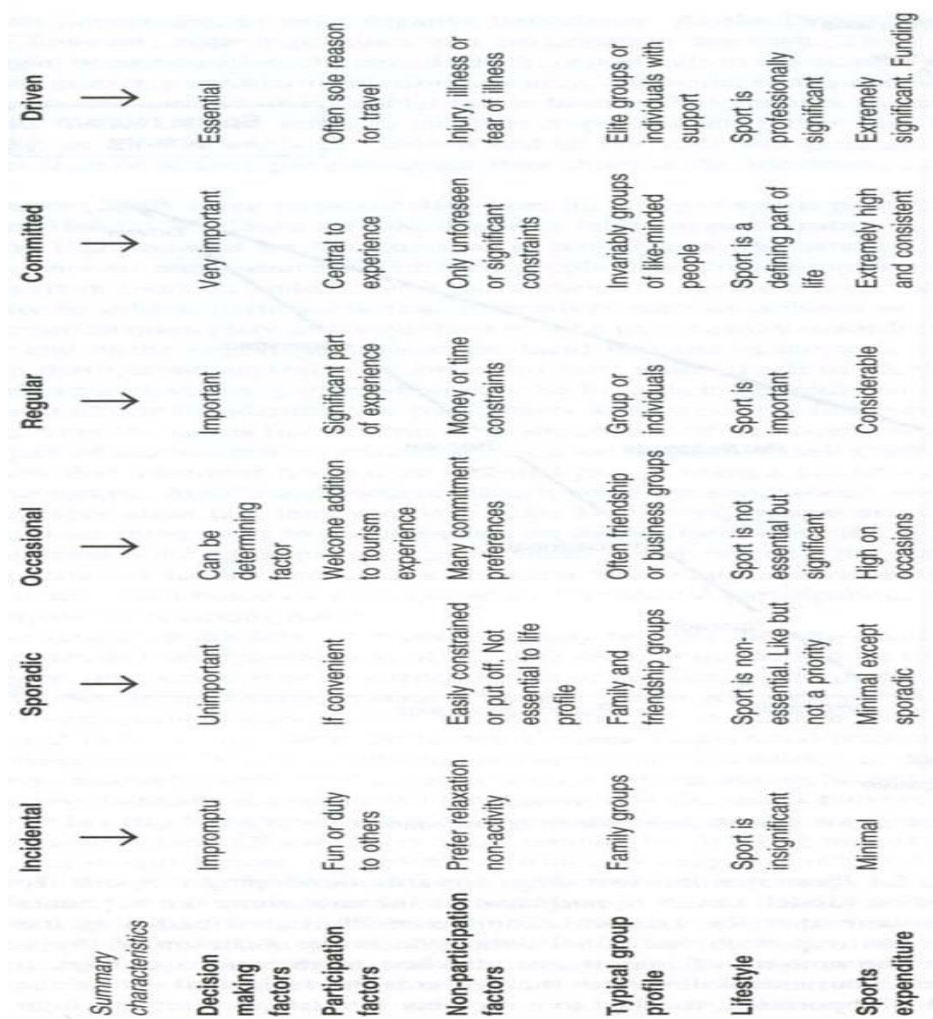 Incidental Sporadic Occasional Regular Committed Driven
Summary
characteristics
Decision Impromptu Unimportant Can be Important Very important Essential
making determining
factors factor
Participation Fun or duty If convenient Welcome addition Significant part Central to Often sole reason
factors to others to tourism of experience experience for travel
experience
Non-participation Prefer relaxation Easily constrained Many commitment Money or time Only unforeseen Injury, illness or
factors non-activity or put off. Not preferences constraints or significant fear of illness
essential to life constraints
profile
Typical group Family groups Family and Often friendship Group or Invariably groups Elite groups or
profile friendship groups or business groups individuals of like-minded individuals with
people support
Lifestyle Sport is Sport is non- Sport is not Sport is Sport is a Sport is
insignificant essential. Like but essential but important defining part of professionally
not a priority significant life significant
Sports Minimal Minimal except High on Considerable Extremely high Extremely
expenditure sporadic occasions and consistent significant. Funding